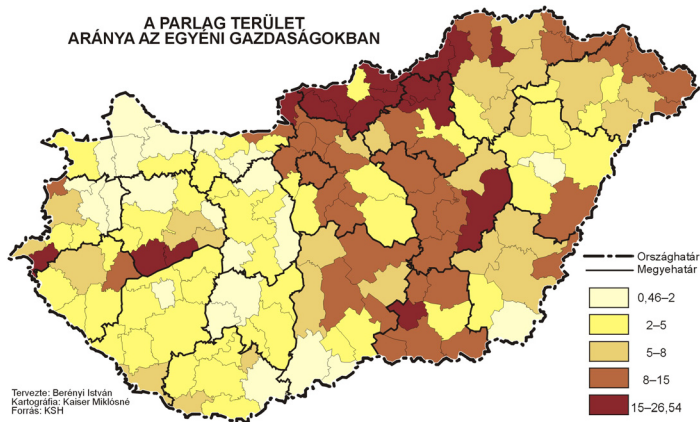 A PARLAG TERÜLET
ARÁNYA AZ EGYÉNI GAZDASÁGOKBAN
Országhatár
Megyehatár
0,46–2
2–5
5–8
8–15
15–26,54
Tervezte: Berényi István
Kartográfia: Kaiser Miklósné
Forrás: KSH